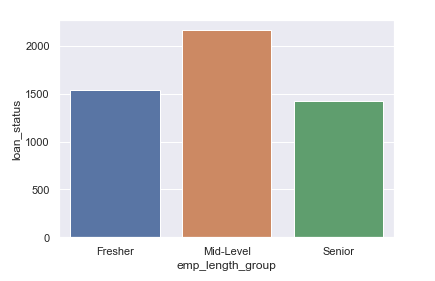 2000
1500
1000
500
0
loan_status
Fresher Mid-Level Senior
emp_length_group